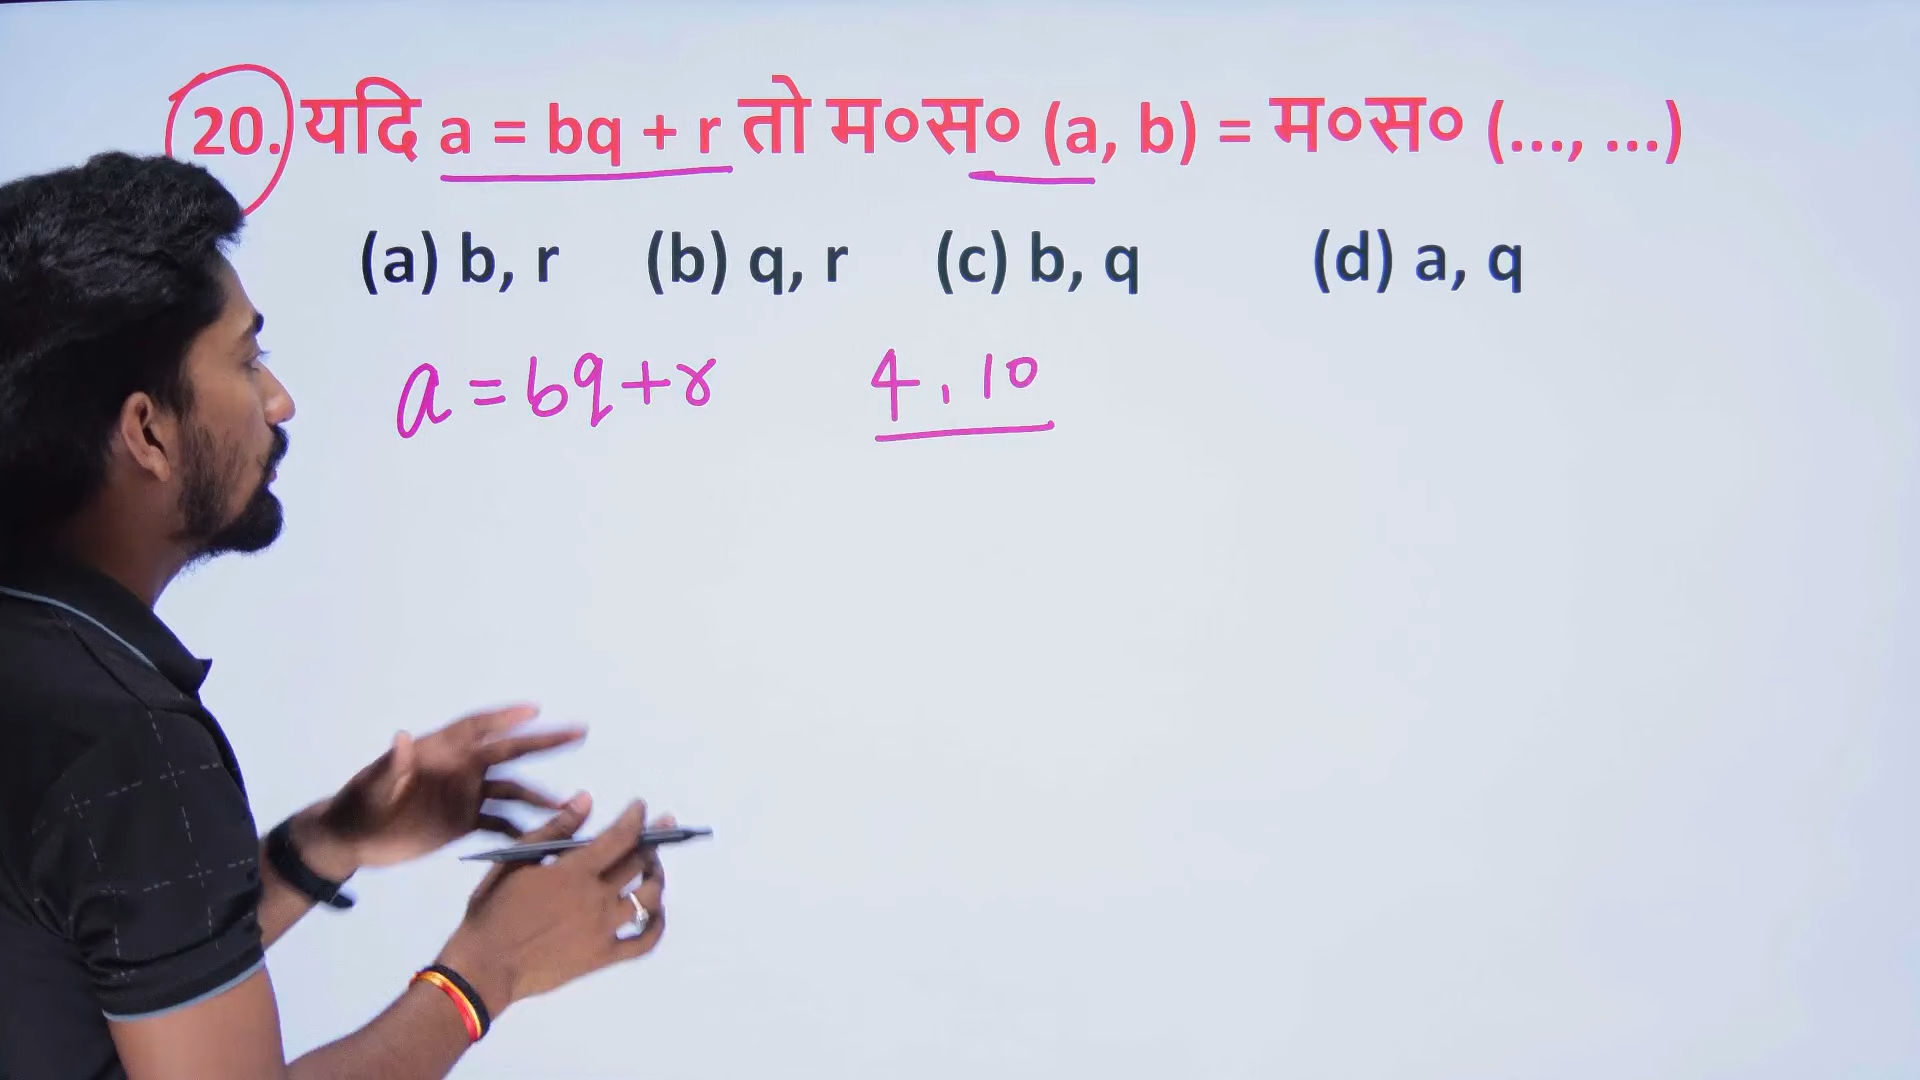 20. यदि a = bq + r तो म०स० (a, b) = म०स० (..., ...)
(a) b, r (b) q, r (c) b, q (d) a, q
a = bq + r 4, 10